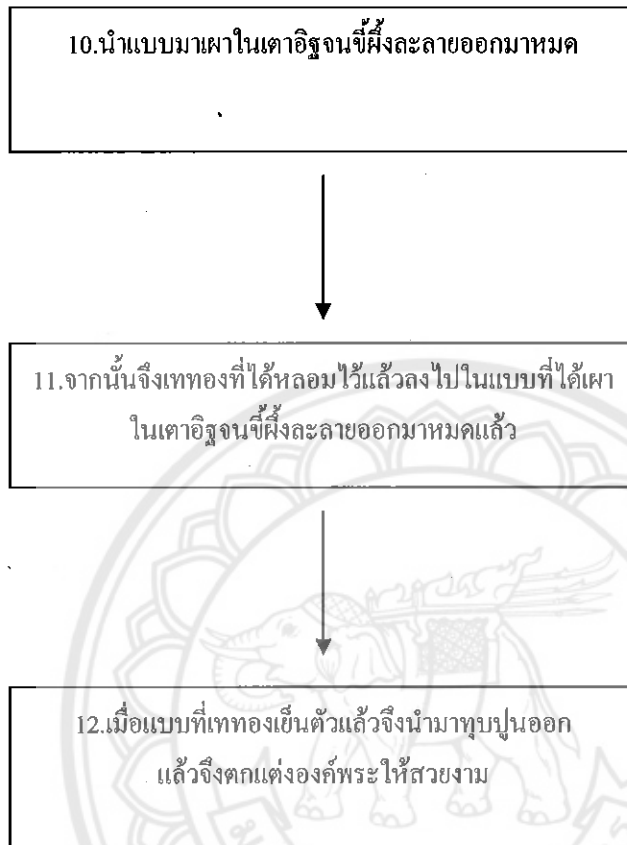 10.นำแบบมาเผาในเตาอิฐจนขี้ผึ้งละลายออกมาหมด
11.จากนั้นจึงเททองที่ได้หลอมไว้แล้วลงไปในแบบที่ได้เผา
ในเตาอิฐจนขี้ผึ้งละลายออกมาหมดแล้ว
12.เมื่อแบบที่เททองเย็นตัวแล้วจึงนำมาทุบปูนออก
แล้วจึงตกแต่งองค์พระให้สวยงาม